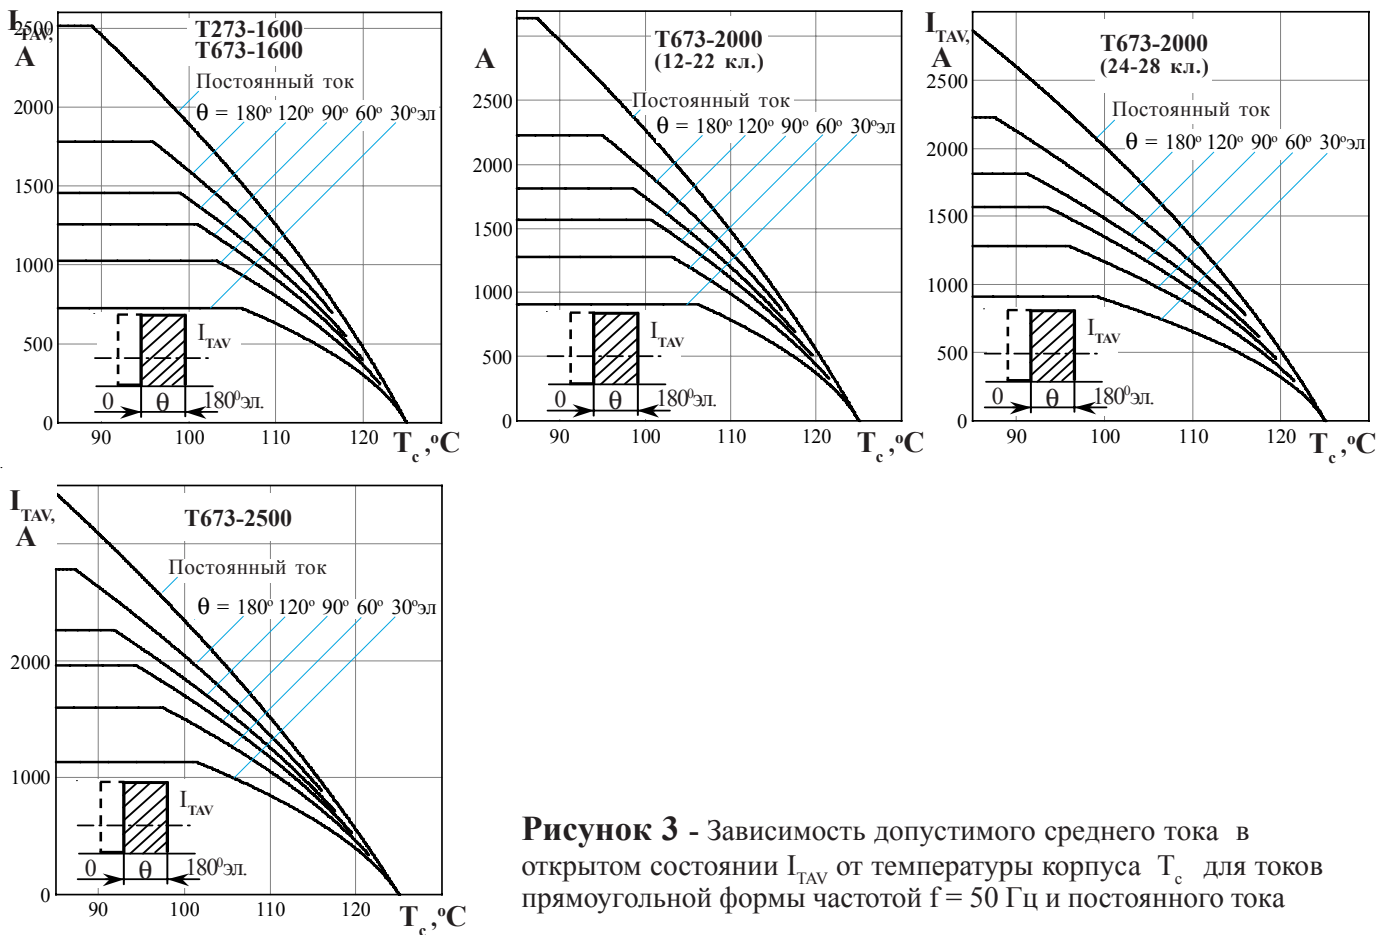 I_TAV,
A
2500
2000
1500
1000
500
0
T273-1600
T673-1600
Постоянный ток
θ = 180º 120º 90º 60º 30ºэл
I_TAV
0 θ 180⁰эл.
90 100 110 120
T_c ,ºC
A
2500
2000
1500
1000
500
0
T673-2000
(12-22 кл.)
Постоянный ток
θ = 180º 120º 90º 60º 30ºэл
I_TAV
0 θ 180⁰эл.
90 100 110 120
T_c ,ºC
I_TAV,
A
2500
2000
1500
1000
500
0
T673-2000
(24-28 кл.)
Постоянный ток
θ = 180º 120º 90º 60º 30ºэл
I_TAV
0 θ 180⁰эл.
90 100 110 120
T_c ,ºC
I_TAV,
A
2000
1000
0
T673-2500
Постоянный ток
θ = 180º 120º 90º 60º 30ºэл
I_TAV
0 θ 180⁰эл.
90 100 110 120
T_c ,ºC
Рисунок 3 - Зависимость допустимого среднего тока в
открытом состоянии I_TAV от температуры корпуса T_c для токов
прямоугольной формы частотой f = 50 Гц и постоянного тока